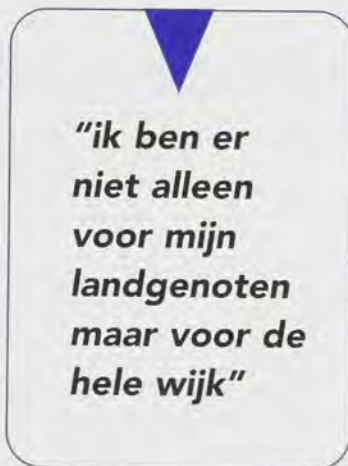 "ik ben er
niet alleen
voor mijn
landgenoten
maar voor de
hele wijk"